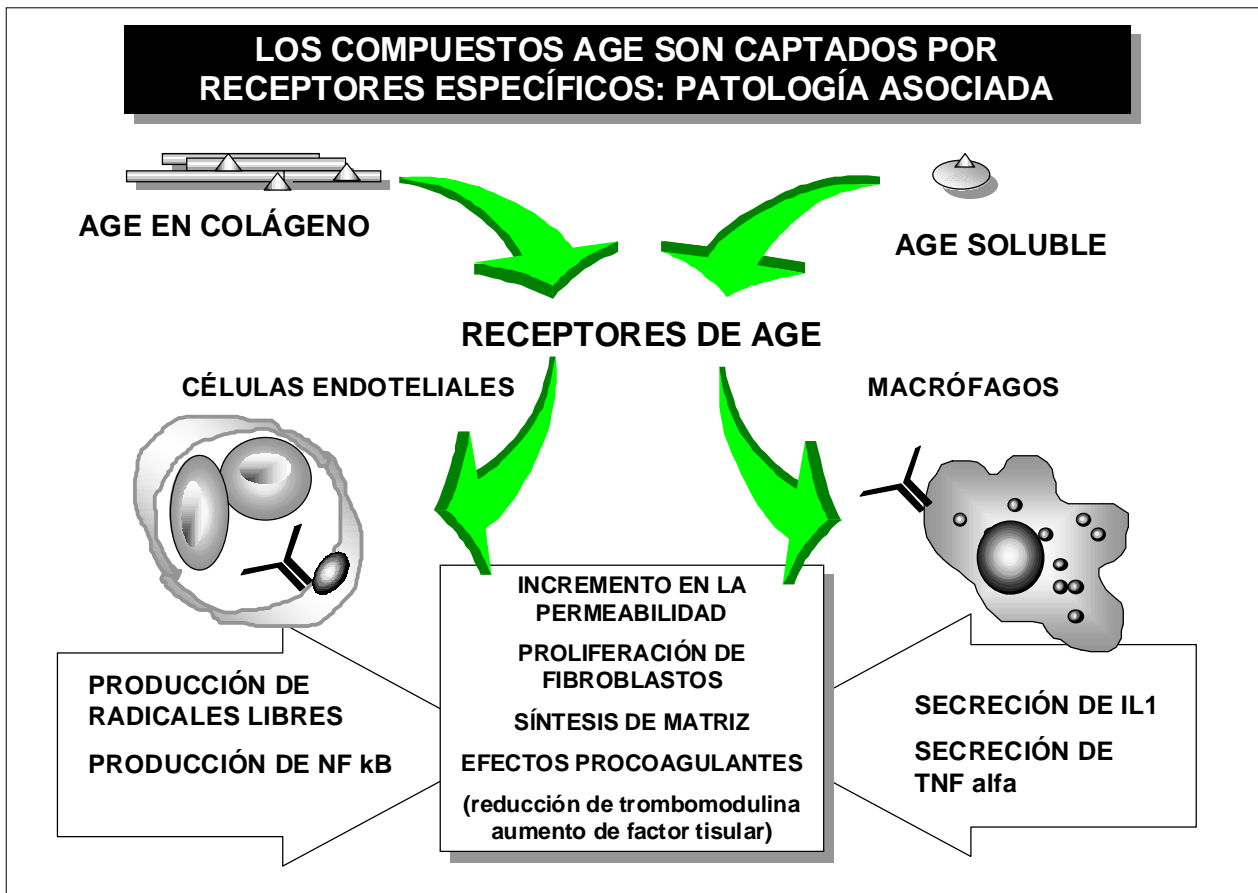 LOS COMPUESTOS AGE SON CAPTADOS POR
RECEPTORES ESPECÍFICOS: PATOLOGÍA ASOCIADA
AGE EN COLÁGENO
AGE SOLUBLE
RECEPTORES DE AGE
CÉLULAS ENDOTELIALES
MACRÓFAGOS
INCREMENTO EN LA
PERMEABILIDAD
PROLIFERACIÓN DE
FIBROBLASTOS
SÍNTESIS DE MATRIZ
EFECTOS PROCOAGULANTES
(reducción de trombomodulina
aumento de factor tisular)
PRODUCCIÓN DE
RADICALES LIBRES
PRODUCCIÓN DE NF kB
SECRECIÓN DE IL1
SECRECIÓN DE
TNF alfa